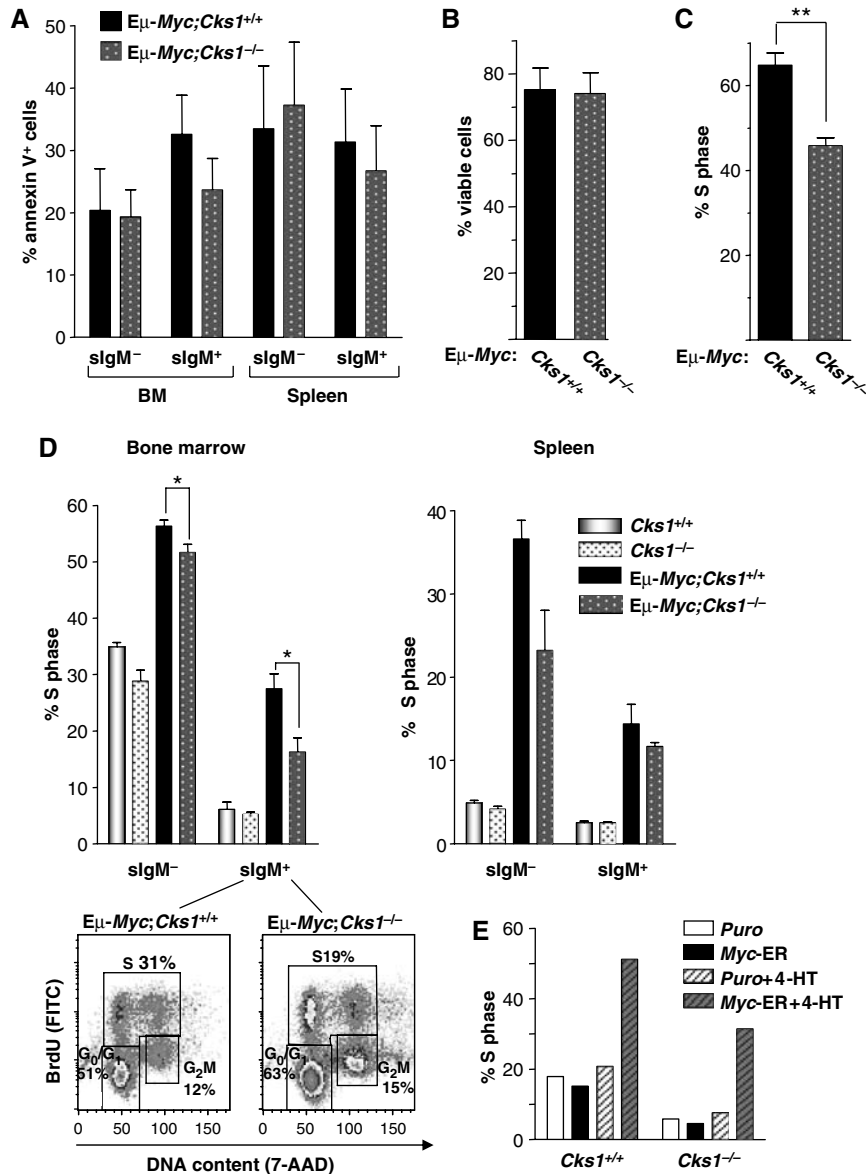 A
Eμ-Myc;Cks1+/+
Eμ-Myc;Cks1–/–
% annexin V+ cells
50
40
30
20
10
0
sIgM–
sIgM+
sIgM–
sIgM+
BM
Spleen
B
% viable cells
100
80
60
40
20
Eμ-Myc:
Cks1+/+
Cks1–/–
C
**
% S phase
60
40
20
Eμ-Myc:
Cks1+/+
Cks1–/–
D
Bone marrow
% S phase
60
50
40
30
20
10
0
*
*
sIgM–
sIgM+
Spleen
% S phase
40
30
20
10
0
Cks1+/+
Cks1–/–
Eμ-Myc;Cks1+/+
Eμ-Myc;Cks1–/–
sIgM–
sIgM+
Eμ-Myc;Cks1+/+
Eμ-Myc;Cks1–/–
BrdU (FITC)
S 31%
G0/G1
51%
G2M
12%
0 50 100 150
S19%
G0/G1
63%
G2M
15%
0 50 100 150
DNA content (7-AAD)
E
% S phase
60
40
20
0
Puro
Myc-ER
Puro+4-HT
Myc-ER+4-HT
Cks1+/+
Cks1–/–